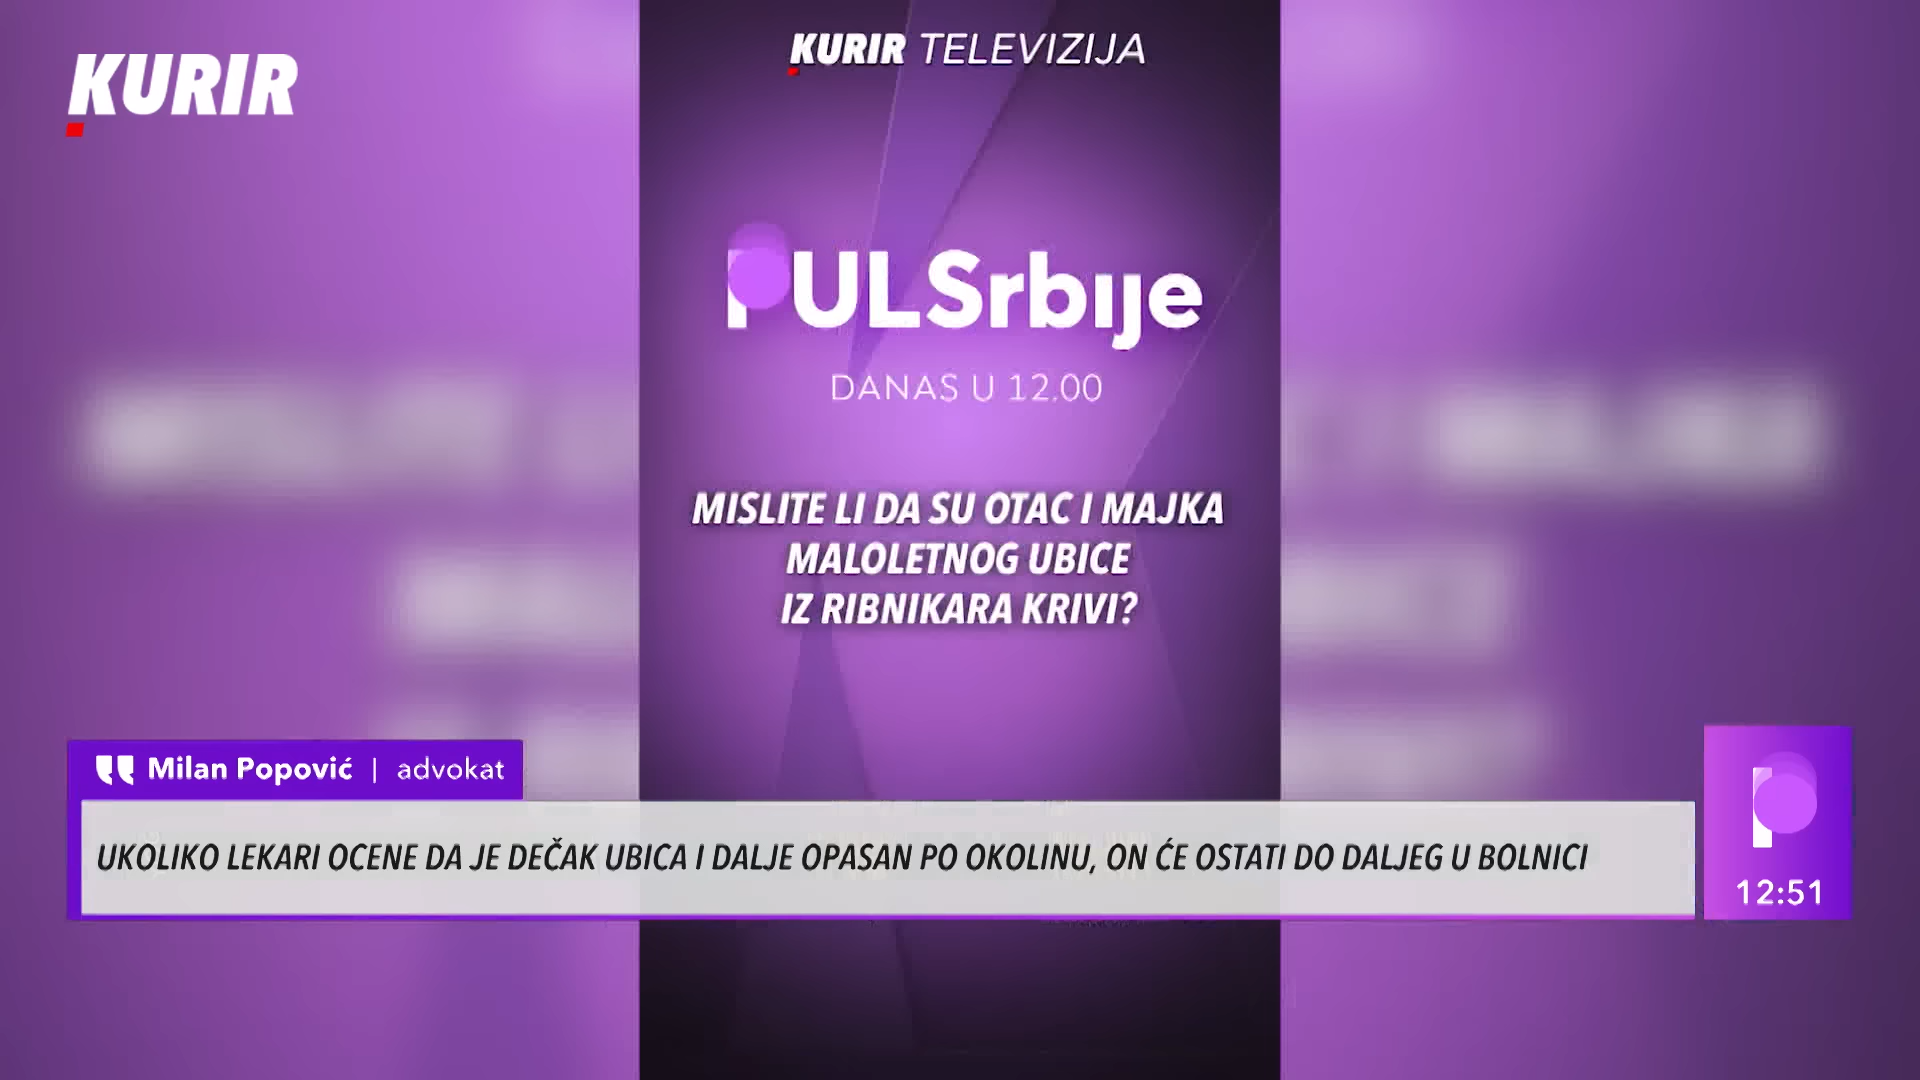 KURIR
KURIR TELEVIZIJA
PULSrbije
DANAS U 12.00
MISLITE LI DA SU OTAC I MAJKA
MALOLETNOG UBICE
IZ RIBNIKARA KRIVI?
Milan Popović | advokat
UKOLIKO LEKARI OCENE DA JE DEČAK UBICA I DALJE OPASAN PO OKOLINU, ON ĆE OSTATI DO DALJEG U BOLNICI
P
12:51